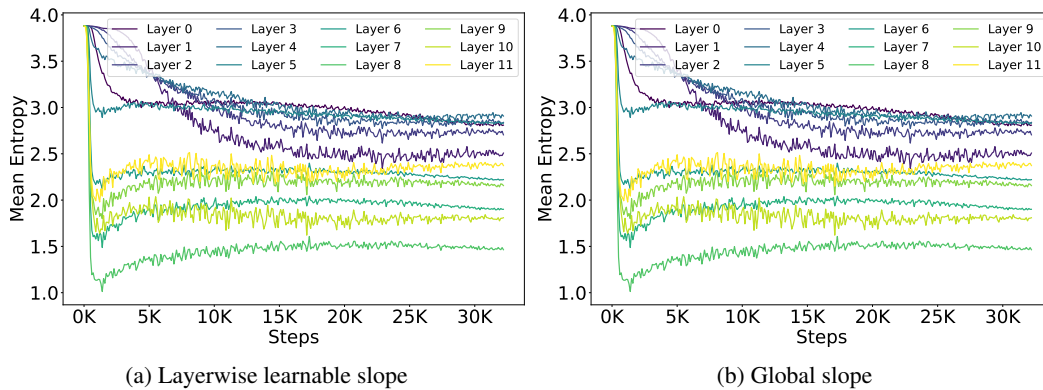 4.0
3.5
3.0
2.5
2.0
1.5
1.0
Mean Entropy
Layer 0 Layer 3 Layer 6 Layer 9
Layer 1 Layer 4 Layer 7 Layer 10
Layer 2 Layer 5 Layer 8 Layer 11
0K 5K 10K 15K 20K 25K 30K
Steps
(a) Layerwise learnable slope
4.0
3.5
3.0
2.5
2.0
1.5
1.0
Mean Entropy
Layer 0 Layer 3 Layer 6 Layer 9
Layer 1 Layer 4 Layer 7 Layer 10
Layer 2 Layer 5 Layer 8 Layer 11
0K 5K 10K 15K 20K 25K 30K
Steps
(b) Global slope